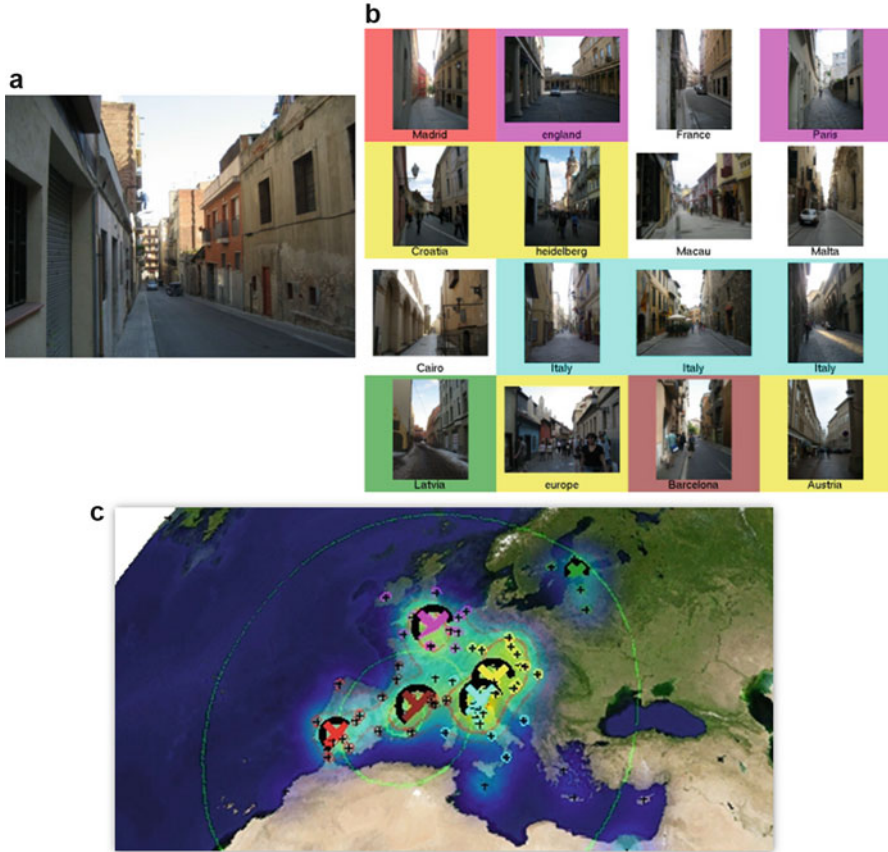 a
b
Madrid
england
France
Paris
Croatia
heidelberg
Macau
Malta
Cairo
Italy
Italy
Italy
Latvia
europe
Barcelona
Austria
c